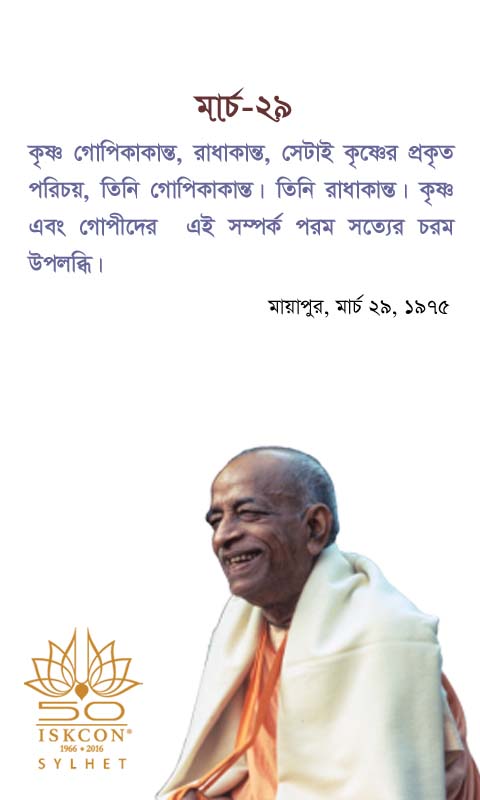 মার্চ-২৯
কৃষ্ণ গোপিকাকান্ত, রাধাকান্ত, সেটাই কৃষ্ণের প্রকৃত
পরিচয়, তিনি গোপিকাকান্ত। তিনি রাধাকান্ত। কৃষ্ণ
এবং গোপীদের এই সম্পর্ক পরম সত্যের চরম
উপলব্ধি।
মায়াপুর, মার্চ ২৯, ১৯৭৫
50
ISKCON®
1966 • 2016
SYLHET